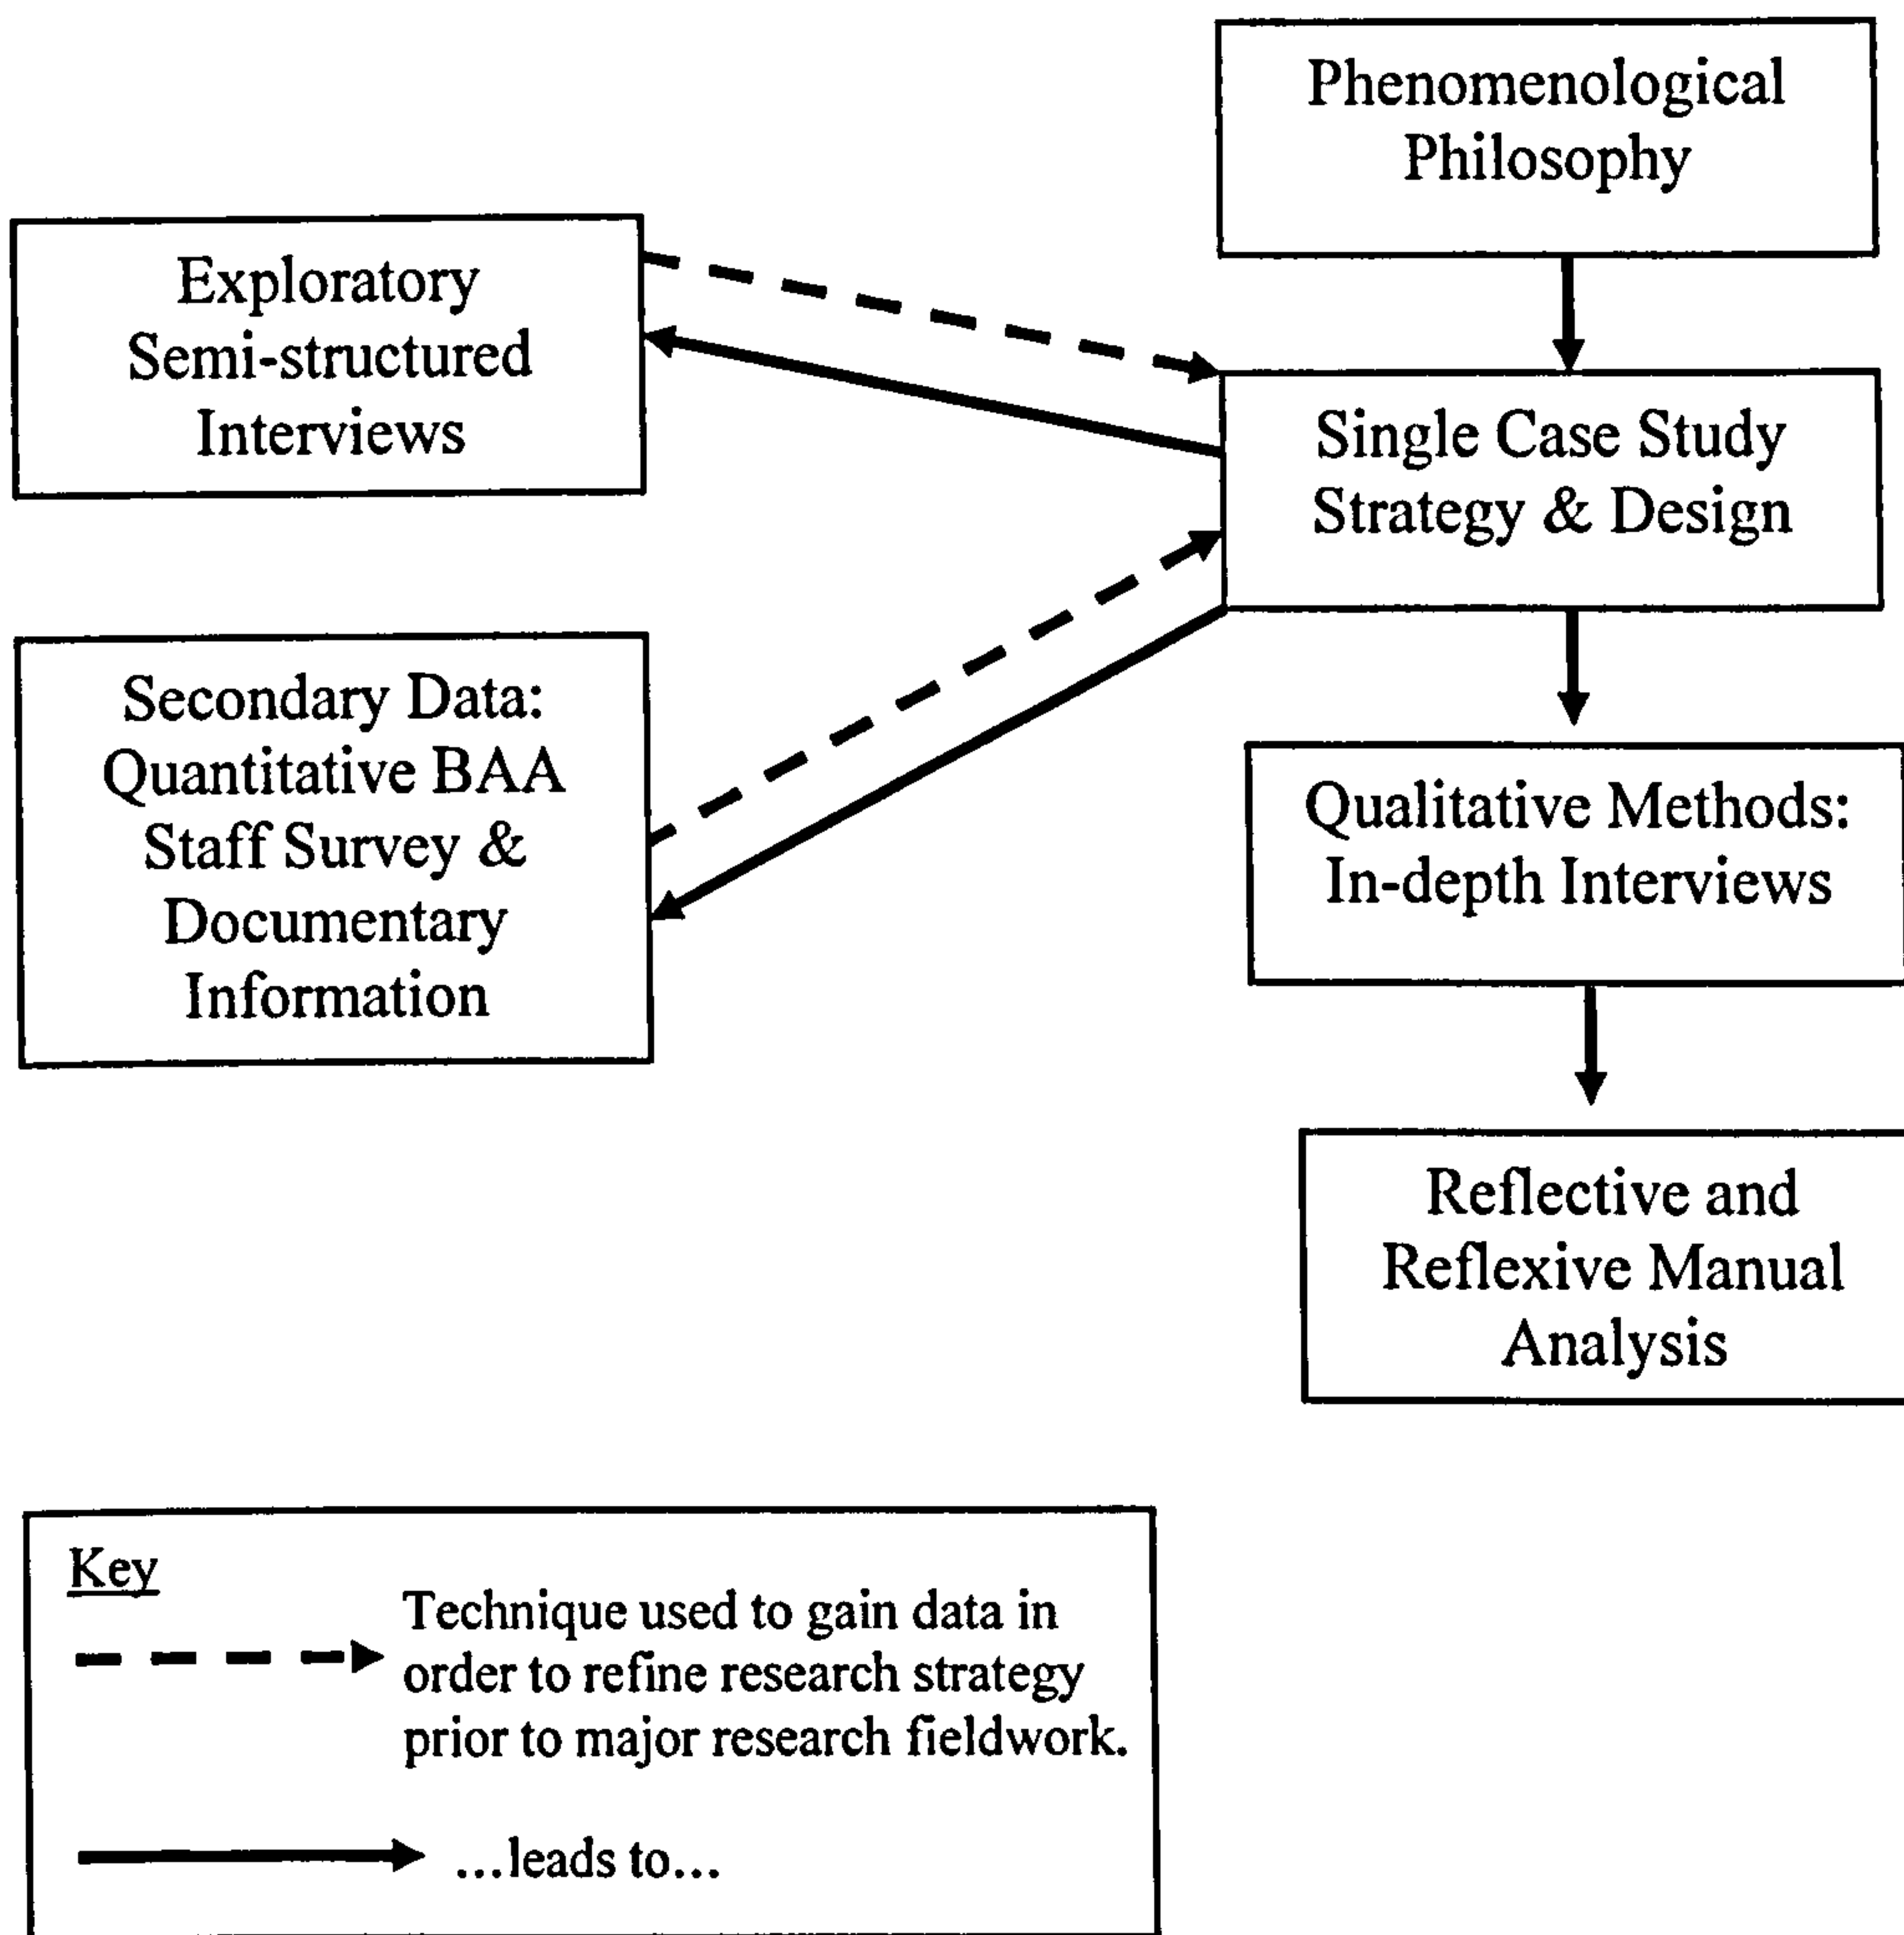 Phenomenological
Philosophy
Exploratory
Semi-structured
Interviews
Single Case Study
Strategy & Design
Secondary Data:
Quantitative BAA
Staff Survey &
Documentary
Information
Qualitative Methods:
In-depth Interviews
Reflective and
Reflexive Manual
Analysis
Key
Technique used to gain data in
order to refine research strategy
prior to major research fieldwork.
...leads to...